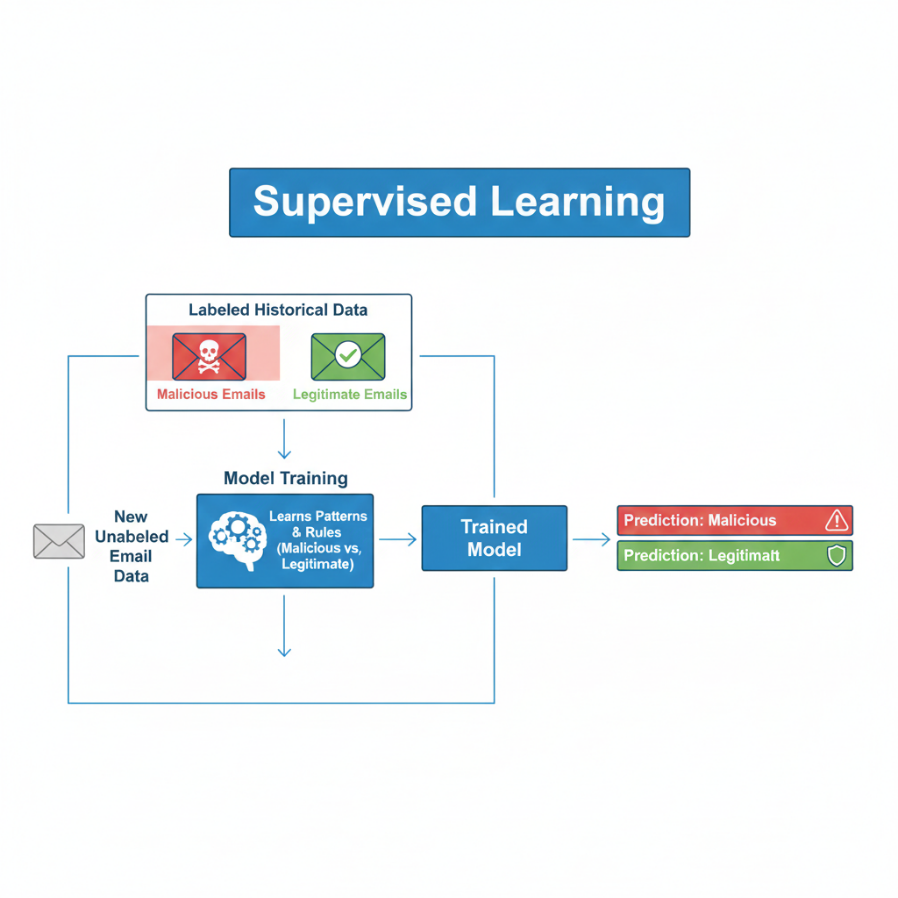 Supervised Learning
Labeled Historical Data
Malicious Emails
Legitimate Emails
Model Training
New
Unabeled
Email
Data
Learns Patterns
& Rules
(Malicious vs,
Legitimate)
Trained
Model
Prediction: Malicious
Prediction: Legitimatt